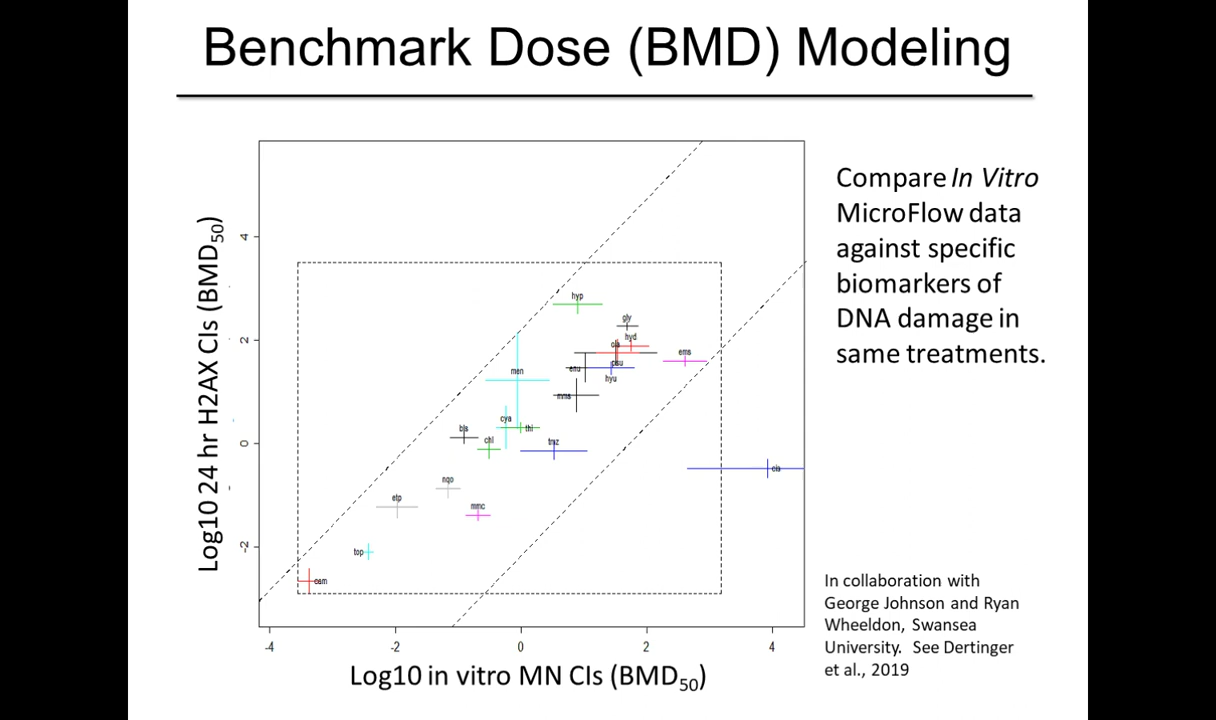 Benchmark Dose (BMD) Modeling
Compare In Vitro
MicroFlow data
against specific
biomarkers of
DNA damage in
same treatments.
Log10 24 hr H2AX CIs (BMD50)
4
2
0
-2
hyp
gly
hyd
ems
enu
hyu
men
mms
cya
thi
bls
chl
tmz
cis
nqo
etp
mmc
top
cam
-4
-2
0
2
4
Log10 in vitro MN CIs (BMD50)
In collaboration with
George Johnson and Ryan
Wheeldon, Swansea
University. See Dertinger
et al., 2019